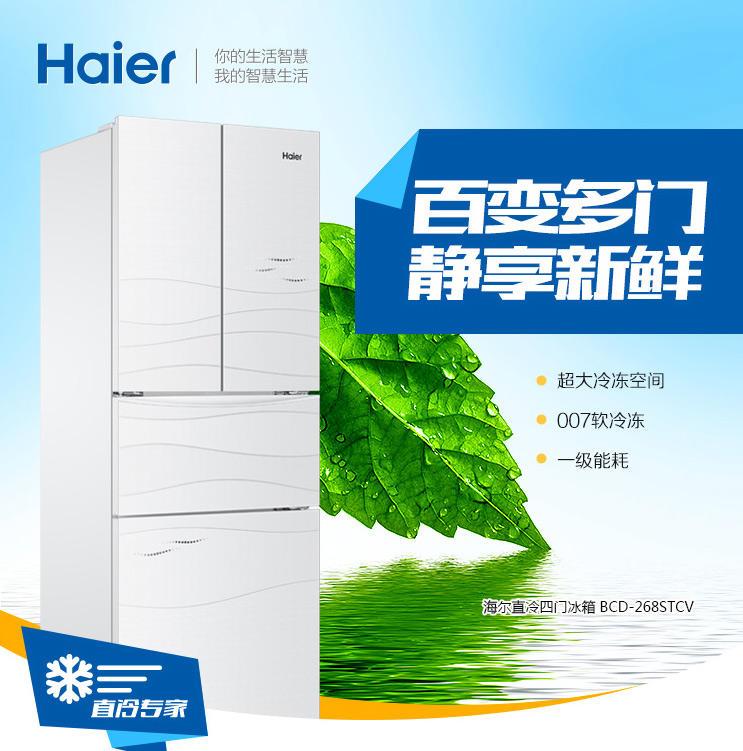 Haier
你的生活智慧
我的智慧生活
Haier
百变多门
静享新鲜
超大冷冻空间
007软冷冻
一级能耗
海尔直冷四门冰箱 BCD-268STCV
直冷专家